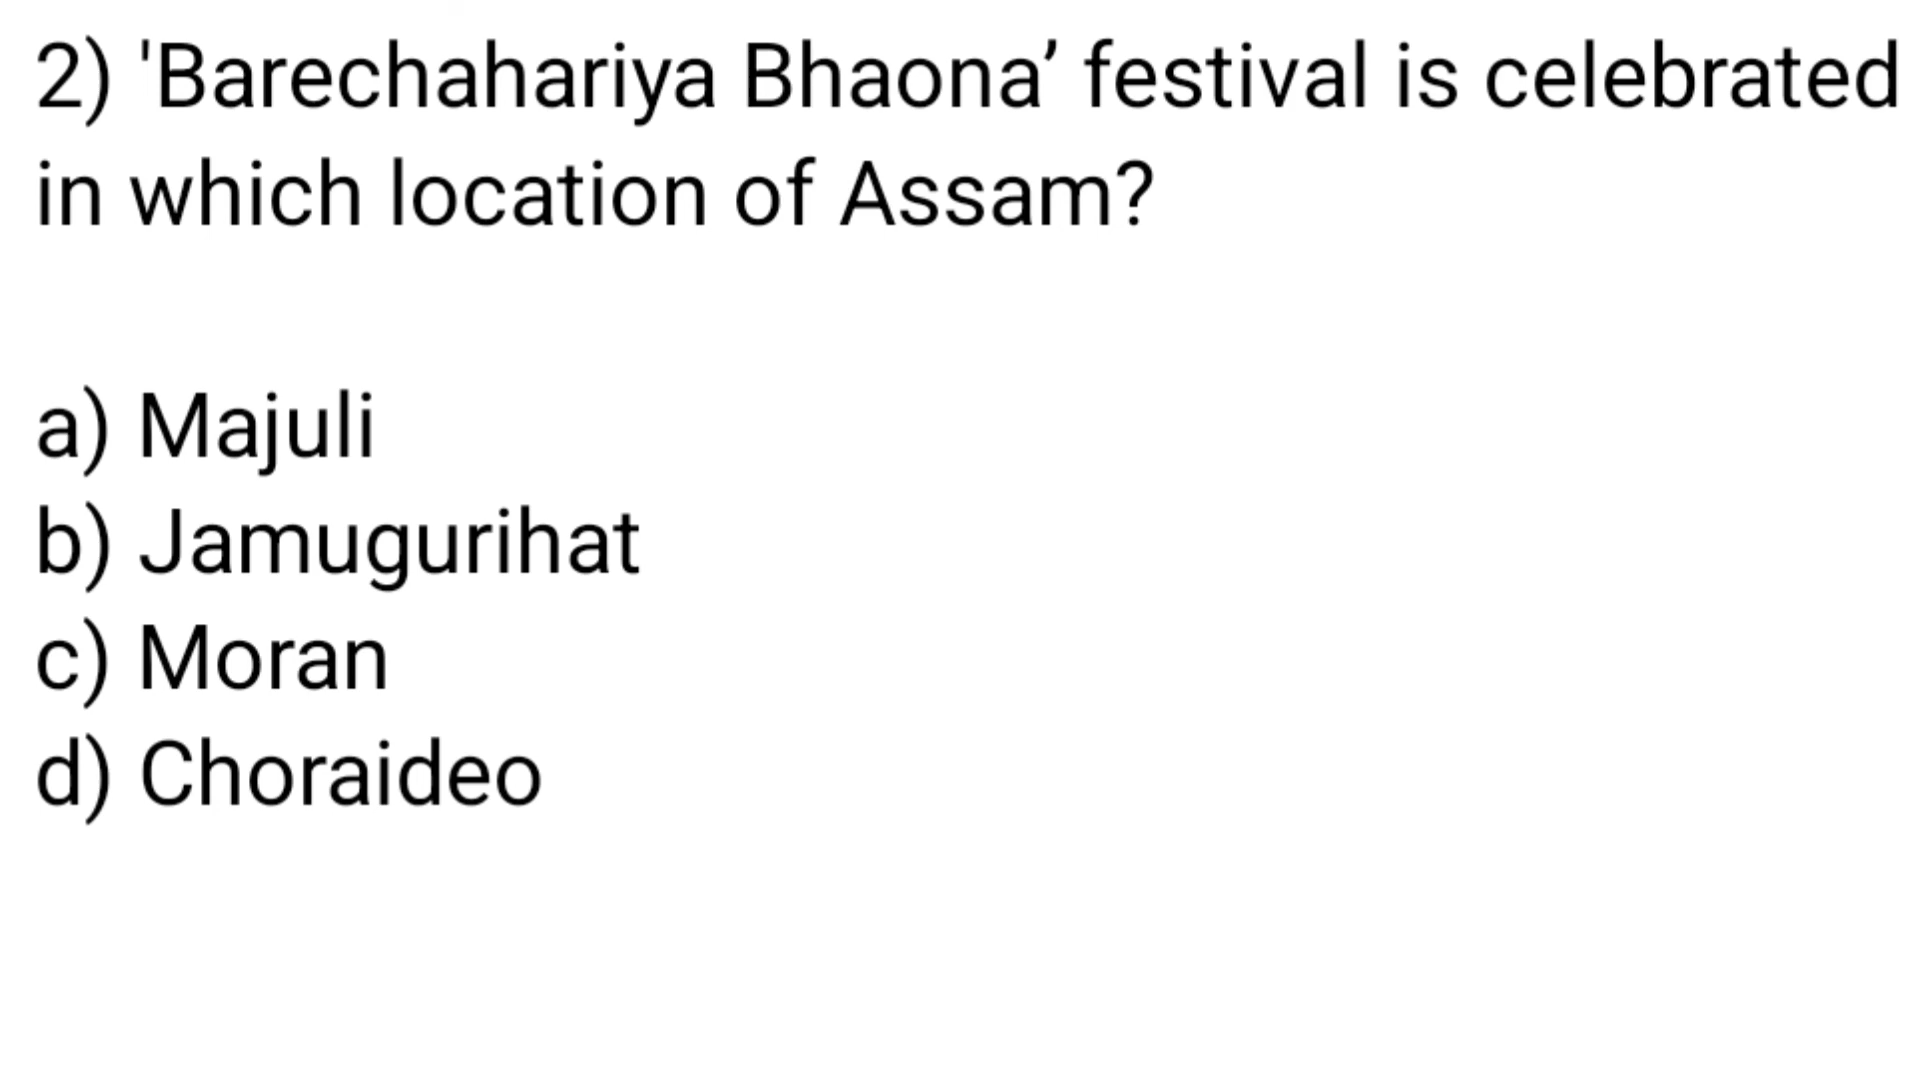 2) 'Barechahariya Bhaona’ festival is celebrated
in which location of Assam?
a) Majuli
b) Jamugurihat
c) Moran
d) Choraideo